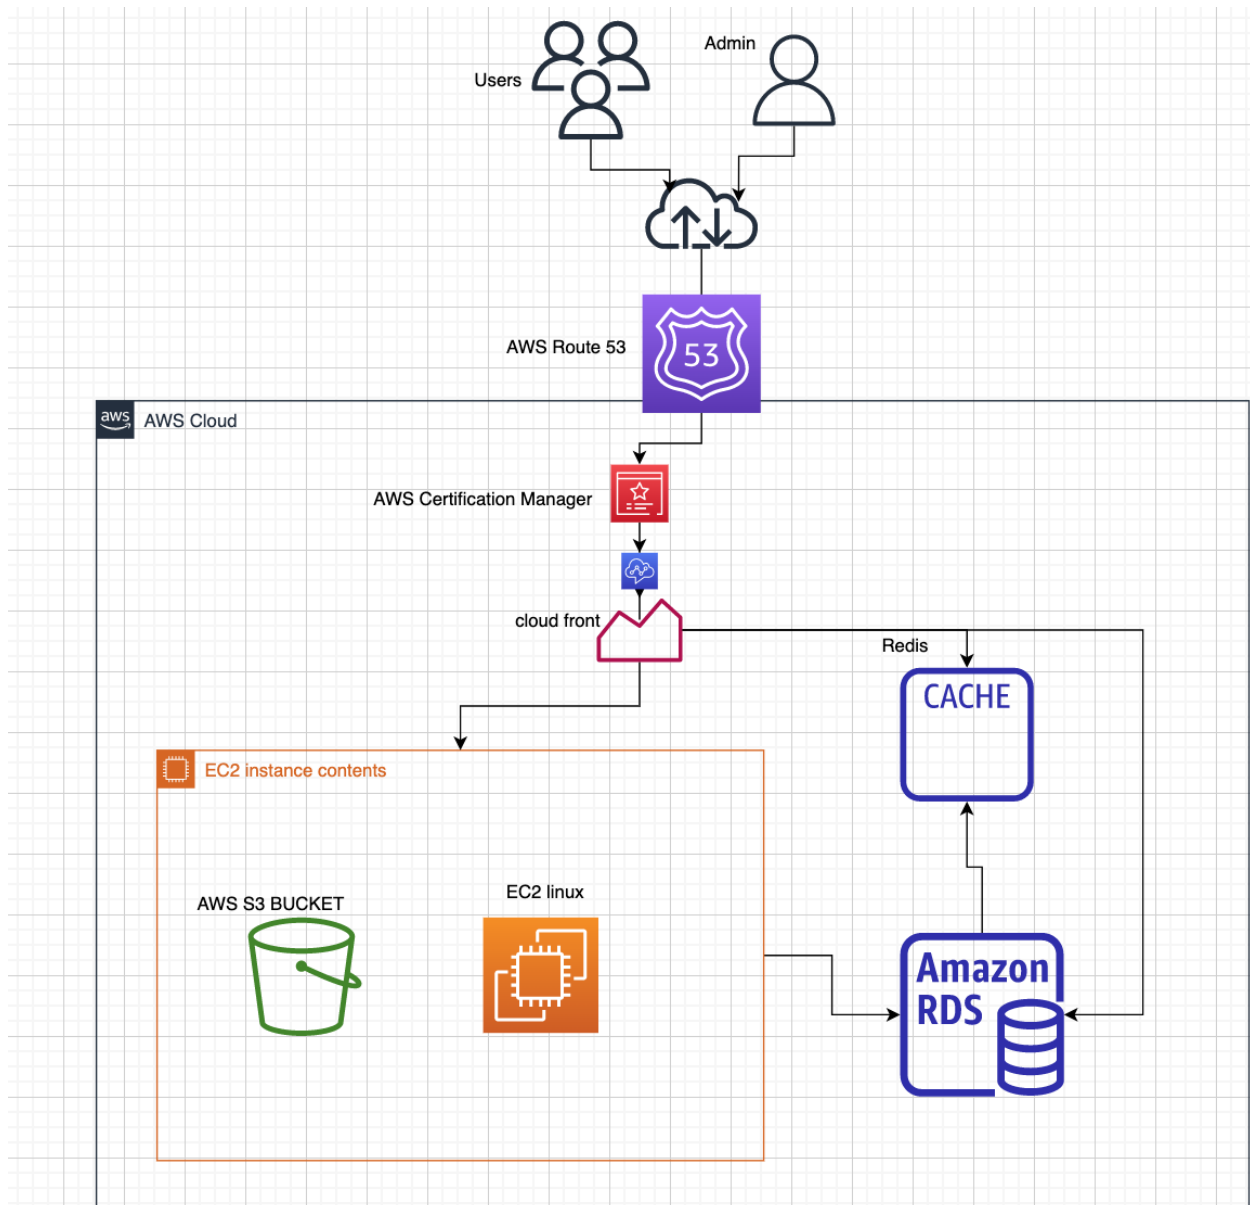 Admin
Users
53
AWS Route 53
aws
AWS Cloud
AWS Certification Manager
cloud front
Redis
CACHE
EC2 instance contents
EC2 linux
AWS S3 BUCKET
Amazon
RDS